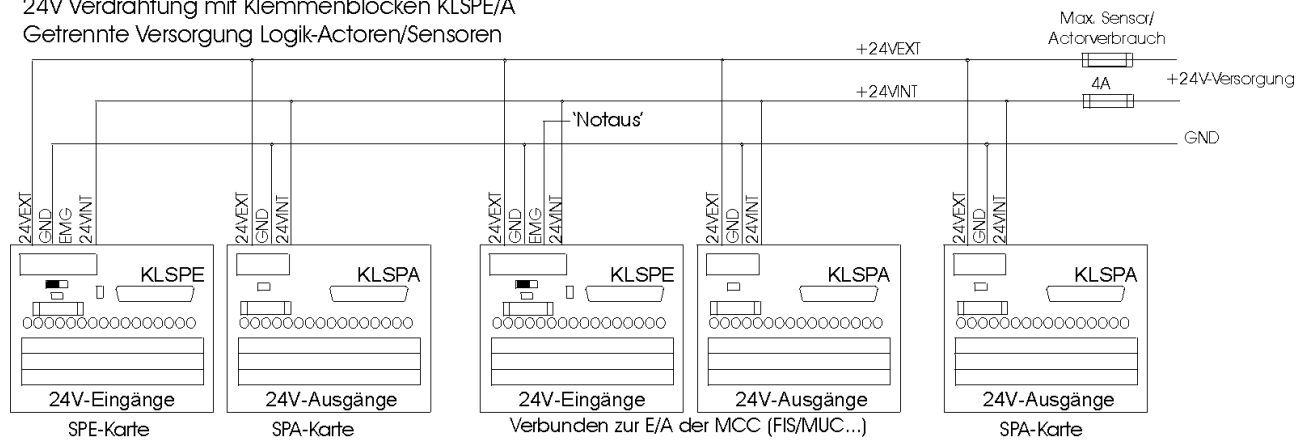 24V Verdrahtung mit Klemmenblöcken KLSPE/A
Getrennte Versorgung Logik-Actoren/Sensoren
Max. Sensor/
Actorverbrauch
+24VEXT
+24V-Versorgung
4A
+24VINT
'Notaus'
GND
24VEXT
GND
EMG
24VINT
24VEXT
GND
24VINT
24VEXT
GND
EMG
24VINT
24VEXT
GND
24VINT
24VEXT
GND
24VINT
KLSPE
KLSPA
KLSPE
KLSPA
KLSPA
24V-Eingänge
24V-Ausgänge
24V-Eingänge
24V-Ausgänge
24V-Ausgänge
SPE-Karte
SPA-Karte
Verbunden zur E/A der MCC (FIS/MUC...)
SPA-Karte